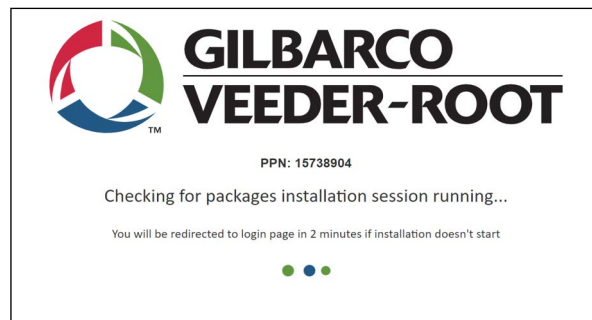 GILBARCO
VEEDER-ROOT
TM
PPN: 15738904
Checking for packages installation session running...
You will be redirected to login page in 2 minutes if installation doesn't start